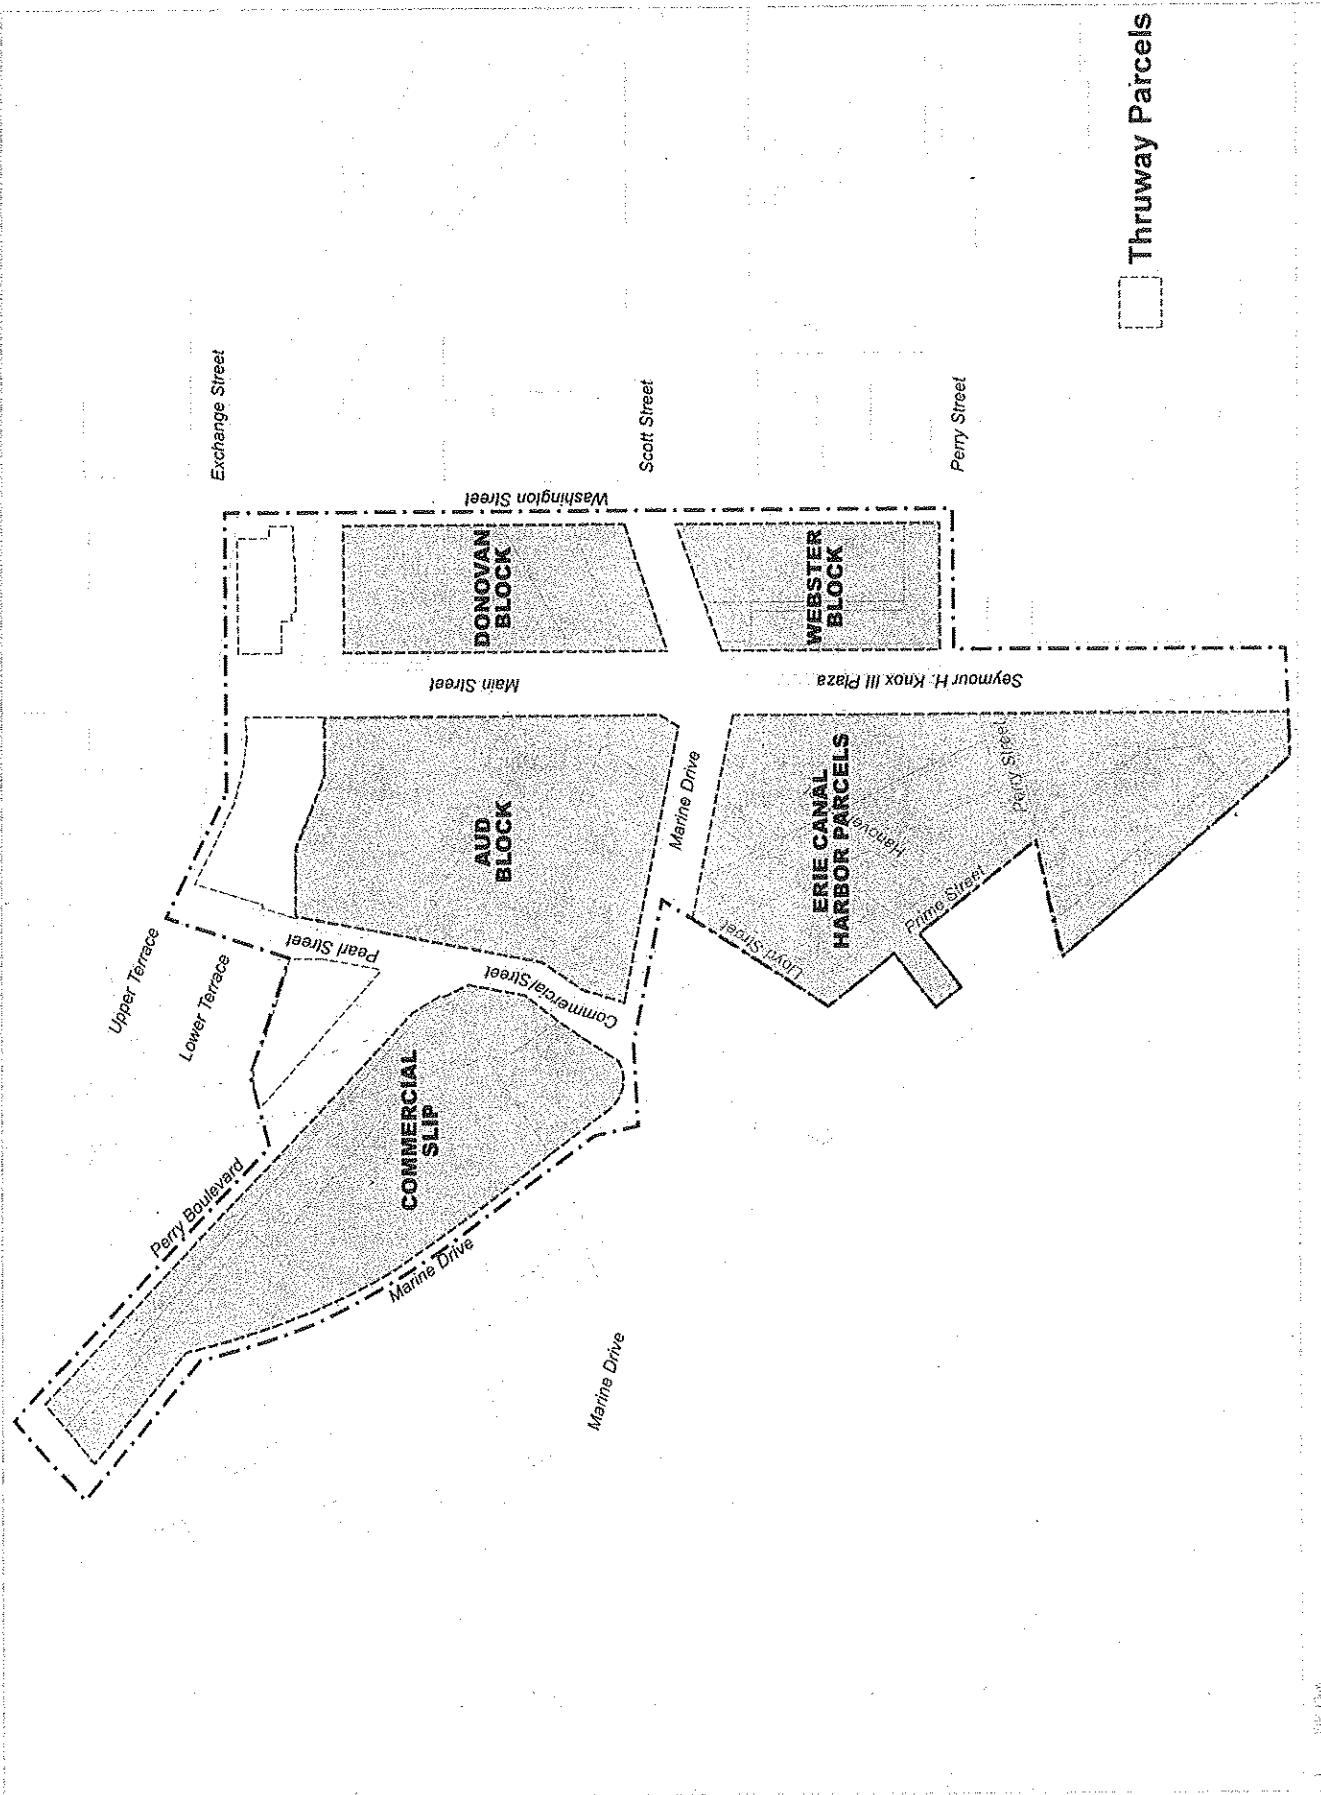 Thruway Parcels
Exchange Street
Scott Street
Perry Street
Washington Street
DONOVAN
BLOCK
WEBSTER
BLOCK
Main Street
Seymour H. Knox III Plaza
AUD
BLOCK
Marine Drive
ERIE CANAL
HARBOR PARCELS
Hanover
Perry Street
Prime Street
Lloyd Street
Pearl Street
Commercial Street
Upper Terrace
Lower Terrace
COMMERCIAL
SLIP
Perry Boulevard
Marine Drive
Marine Drive